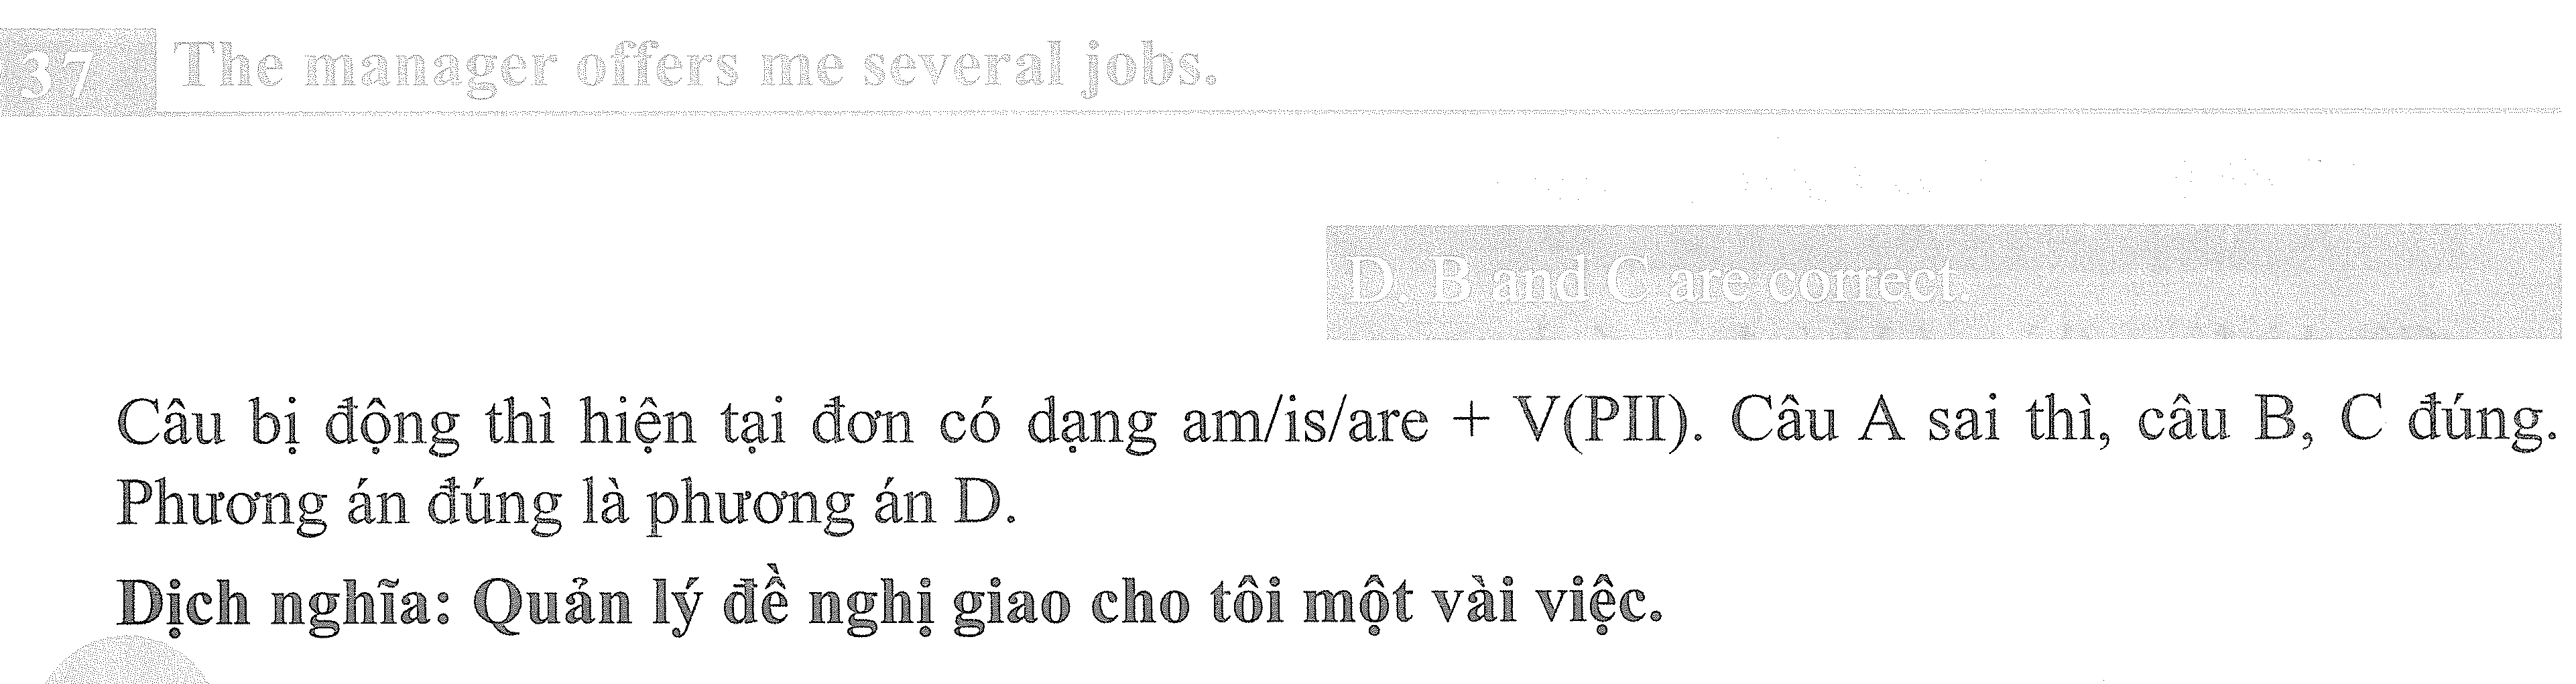 37 The manager offers me several jobs.
D. B and C are correct.
Câu bị động thì hiện tại đơn có dạng am/is/are + V(PII). Câu A sai thì, câu B, C đúng.
Phương án đúng là phương án D.
Dịch nghĩa: Quản lý đề nghị giao cho tôi một vài việc.